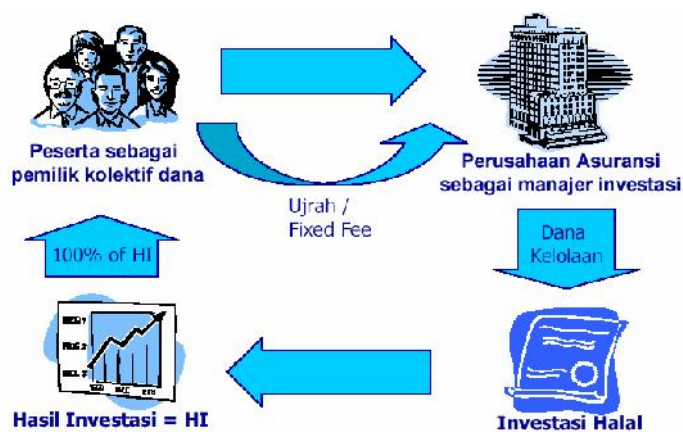 Peserta sebagai
pemilik kolektif dana
Perusahaan Asuransi
sebagai manajer investasi
Ujrah /
Fixed Fee
100% of HI
Dana
Kelolaan
Hasil Investasi = HI
Investasi Halal